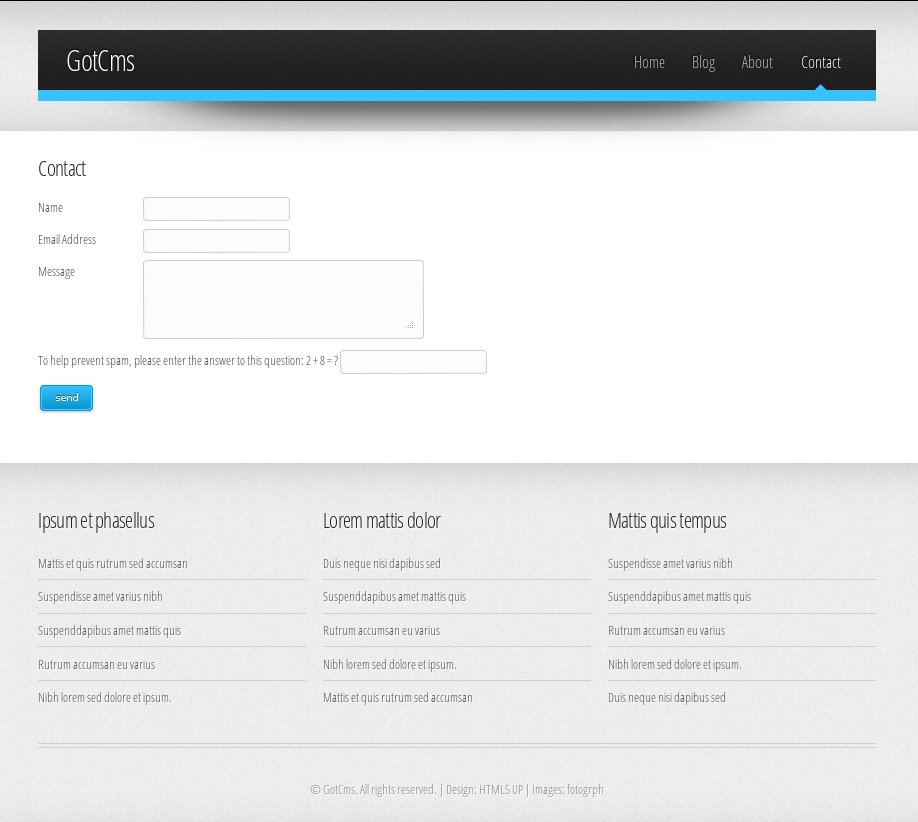 GotCms
Home Blog About Contact
Contact
Name
Email Address
Message
To help prevent spam, please enter the answer to this question: 2 + 8 = ?
send
Ipsum et phasellus
Mattis et quis rutrum sed accumsan
Suspendisse amet varius nibh
Suspenddapibus amet mattis quis
Rutrum accumsan eu varius
Nibh lorem sed dolore et ipsum.
Lorem mattis dolor
Duis neque nisi dapibus sed
Suspenddapibus amet mattis quis
Rutrum accumsan eu varius
Nibh lorem sed dolore et ipsum.
Mattis et quis rutrum sed accumsan
Mattis quis tempus
Suspendisse amet varius nibh
Suspenddapibus amet mattis quis
Rutrum accumsan eu varius
Nibh lorem sed dolore et ipsum.
Duis neque nisi dapibus sed
© GotCms. All rights reserved. | Design: HTML5 UP | Images: fotogrph